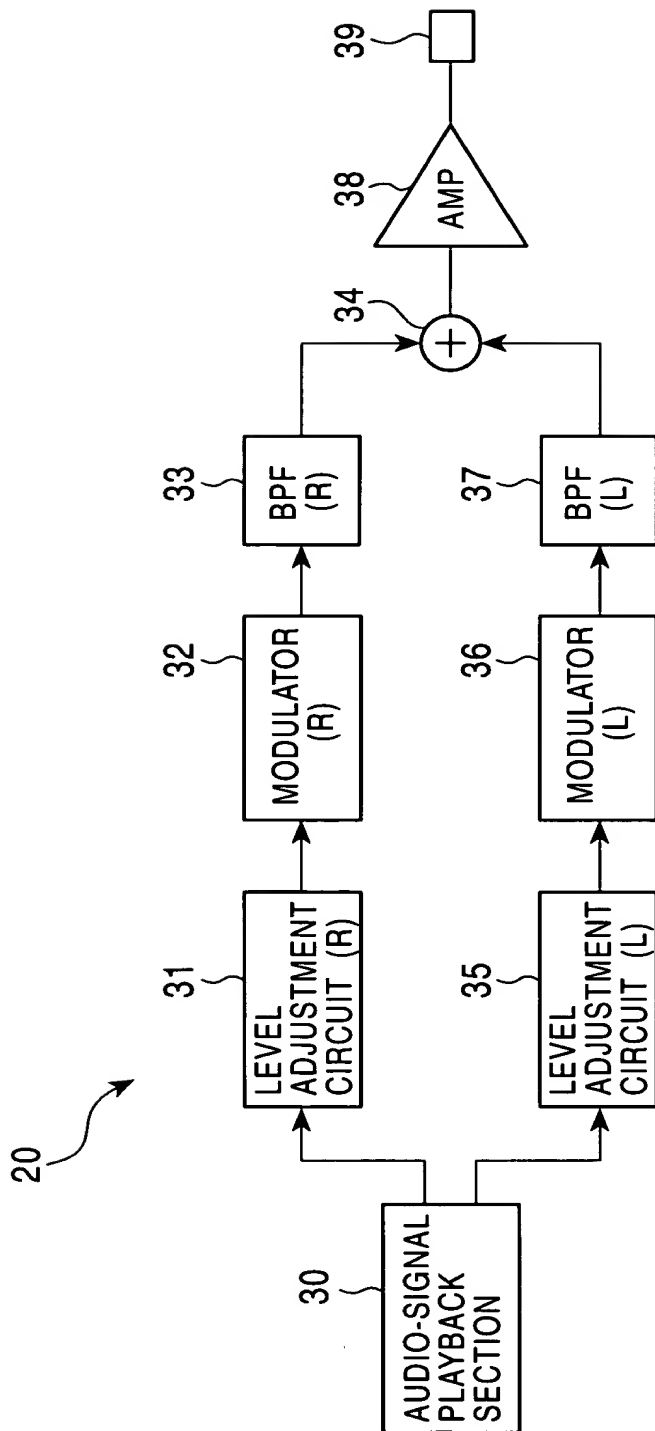 20
30
AUDIO-SIGNAL
PLAYBACK
SECTION
31
LEVEL
ADJUSTMENT
CIRCUIT (R)
32
MODULATOR
(R)
33
BPF
(R)
34
+
38
AMP
39
35
LEVEL
ADJUSTMENT
CIRCUIT (L)
36
MODULATOR
(L)
37
BPF
(L)